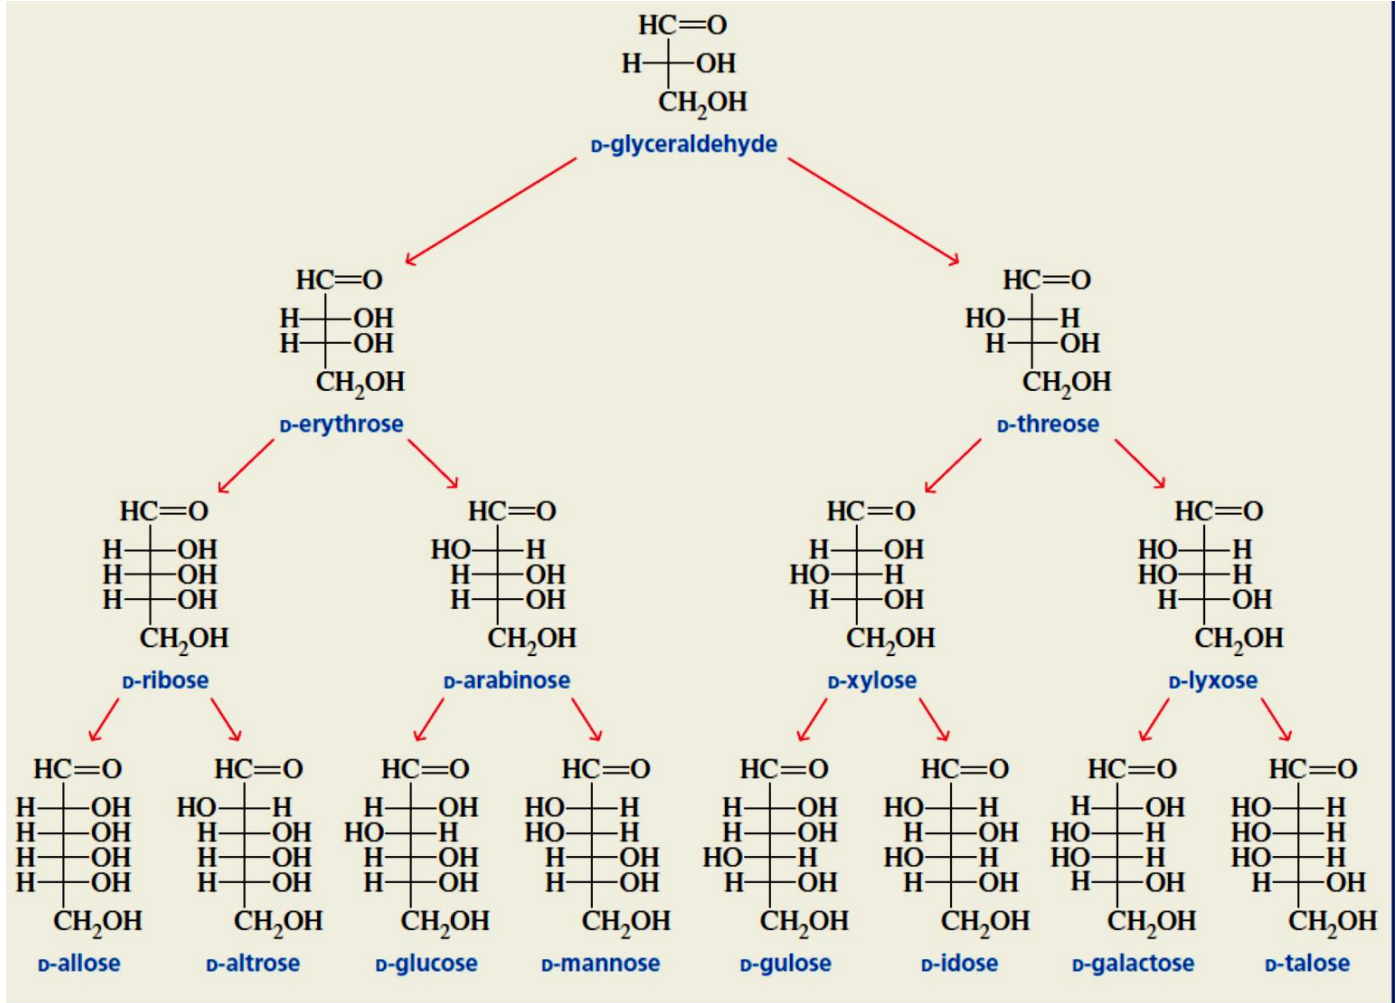 HC=O
H OH
CH₂OH
D-glyceraldehyde
HC=O HC=O
H OH HO H
H OH H OH
CH₂OH CH₂OH
D-erythrose D-threose
HC=O HC=O HC=O HC=O
H OH HO H H OH HO H
H OH H OH HO H HO H
H OH H OH H OH H OH
CH₂OH CH₂OH CH₂OH CH₂OH
D-ribose D-arabinose D-xylose D-lyxose
HC=O HC=O HC=O HC=O HC=O HC=O HC=O HC=O
H OH HO H H OH HO H H OH HO H H OH HO H
H OH H OH HO H HO H H OH H OH HO H HO H
H OH H OH H OH H OH HO H HO H HO H HO H
H OH H OH H OH H OH H OH H OH H OH H OH
CH₂OH CH₂OH CH₂OH CH₂OH CH₂OH CH₂OH CH₂OH CH₂OH
D-allose D-altrose D-glucose D-mannose D-gulose D-idose D-galactose D-talose